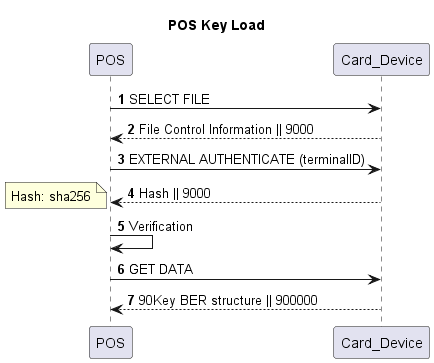 POS Key Load
POS
Card_Device
1 SELECT FILE
2 File Control Information || 9000
3 EXTERNAL AUTHENTICATE (terminalID)
4 Hash || 9000
Hash: sha256
5 Verification
6 GET DATA
7 90Key BER structure || 900000
POS
Card_Device